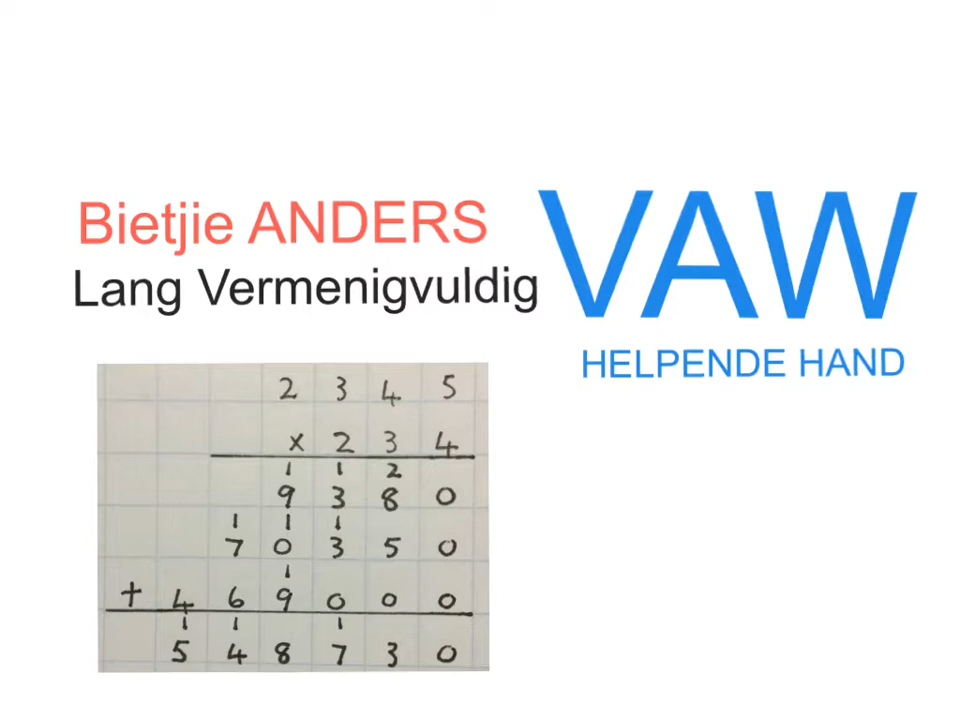 Bietjie ANDERS
Lang Vermenigvuldig
VAW
HELPENDE HAND
2 3 4 5
x 2 3 4
1 1 2
9 3 8 0
1 1 1
7 0 3 5 0
1
+ 4 6 9 0 0 0
1 1 1
5 4 8 7 3 0